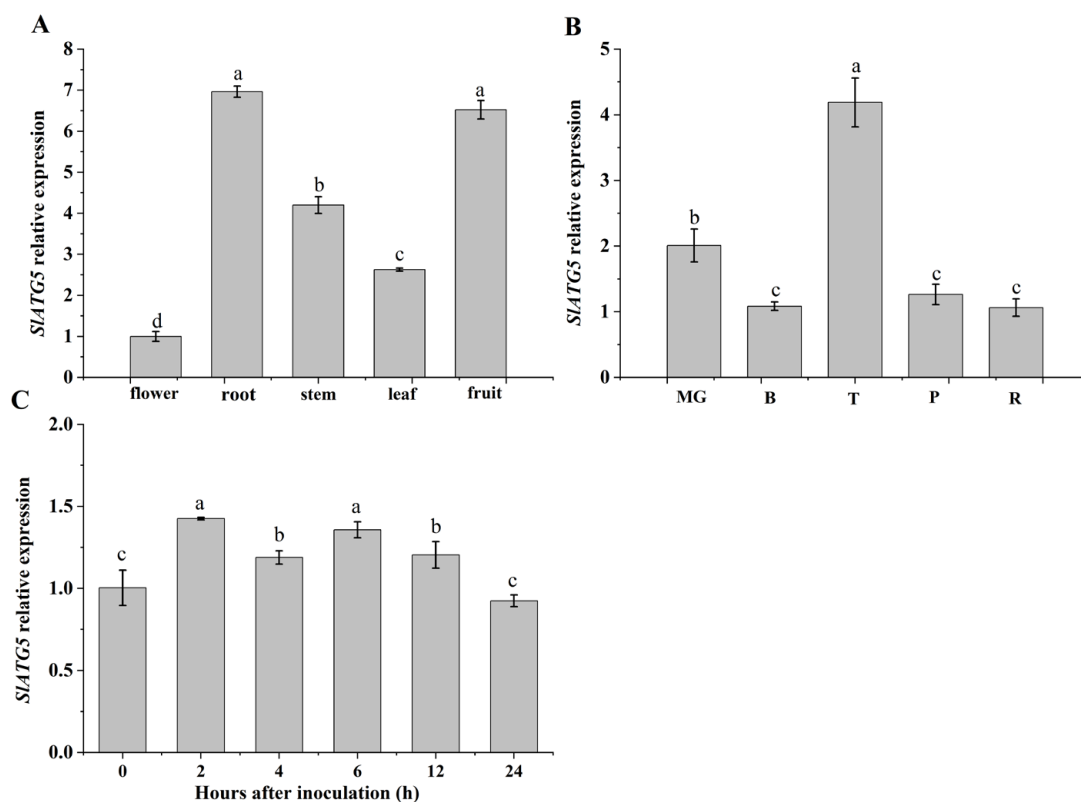 A
SlATG5 relative expression
8
7
6
5
4
3
2
1
0
a
a
b
c
d
flower root stem leaf fruit
B
SlATG5 relative expression
5
4
3
2
1
0
a
b
c
c
c
MG B T P R
C
SlATG5 relative expression
2.0
1.5
1.0
0.5
0.0
c
a
b
a
b
c
0 2 4 6 12 24
Hours after inoculation (h)